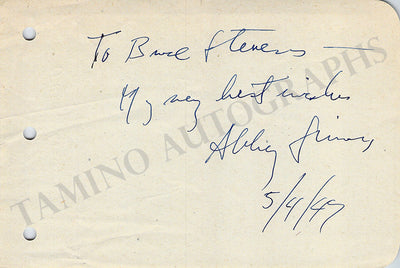 To Bruce Stevens —
My very best wishes
Abbey Simon
5/4/47
TAMINO AUTOGRAPHS